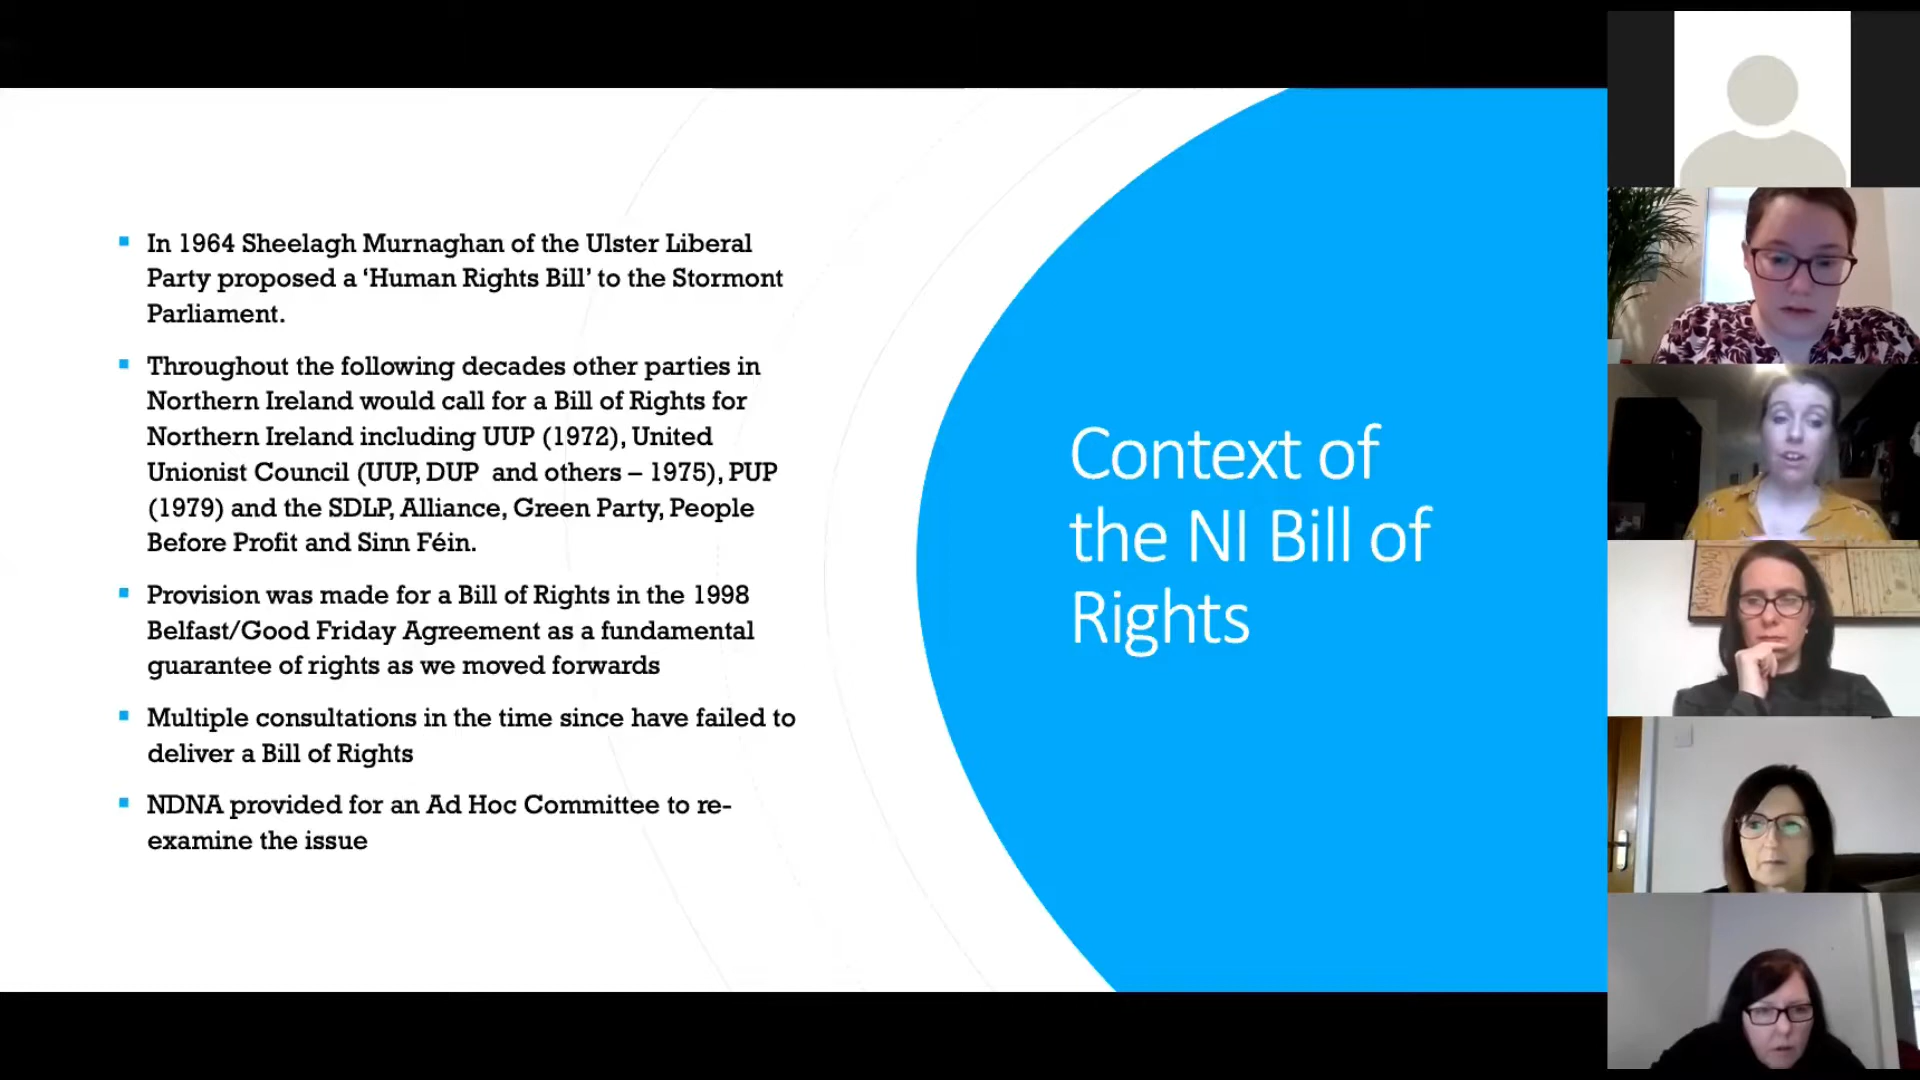 In 1964 Sheelagh Murnaghan of the Ulster Liberal
Party proposed a ‘Human Rights Bill’ to the Stormont
Parliament.
Throughout the following decades other parties in
Northern Ireland would call for a Bill of Rights for
Northern Ireland including UUP (1972), United
Unionist Council (UUP, DUP  and others – 1975), PUP
(1979) and the SDLP, Alliance, Green Party, People
Before Profit and Sinn Féin.
Provision was made for a Bill of Rights in the 1998
Belfast/Good Friday Agreement as a fundamental
guarantee of rights as we moved forwards
Multiple consultations in the time since have failed to
deliver a Bill of Rights
NDNA provided for an Ad Hoc Committee to re-
examine the issue
Context of
the NI Bill of
Rights